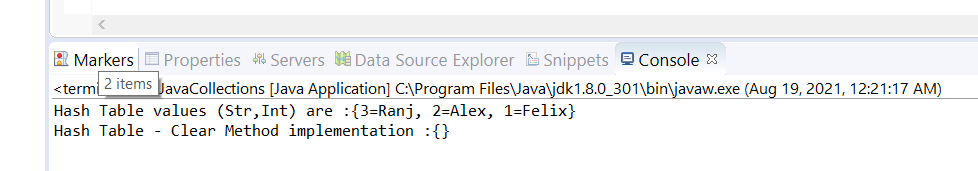 Markers Properties Servers Data Source Explorer Snippets Console
2 items
<termi JavaCollections [Java Application] C:\Program Files\Java\jdk1.8.0_301\bin\javaw.exe (Aug 19, 2021, 12:21:17 AM)
Hash Table values (Str,Int) are :{3=Ranj, 2=Alex, 1=Felix}
Hash Table - Clear Method implementation :{}